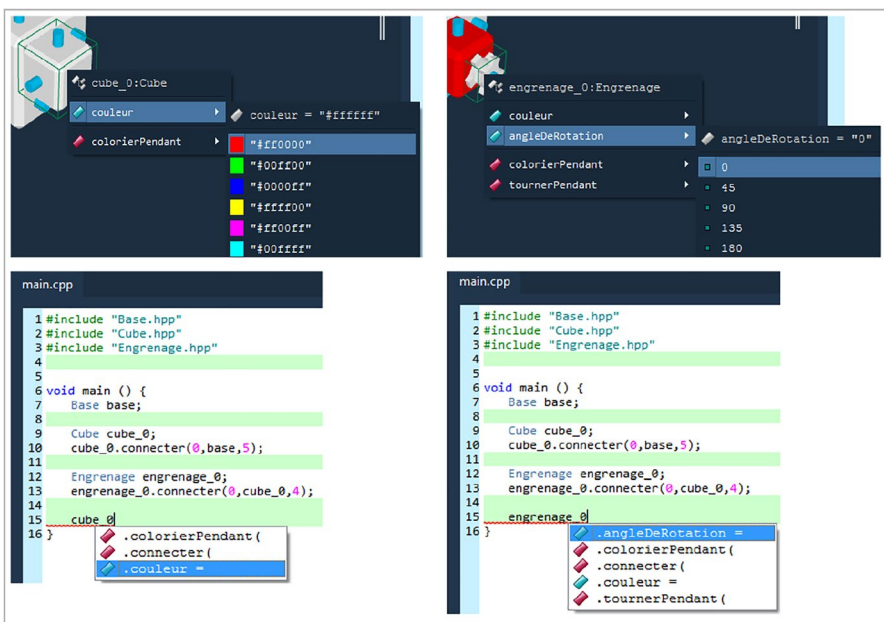 cube_0:Cube
couleur
couleur = "#ffffff"
colorierPendant
"#ff0000"
"#00ff00"
"#0000ff"
"#ffff00"
"#ff00ff"
"#00ffff"
engrenage_0:Engrenage
couleur
angleDeRotation
angleDeRotation = "0"
colorierPendant
0
tournerPendant
45
90
135
180
main.cpp
1 #include "Base.hpp"
2 #include "Cube.hpp"
3 #include "Engrenage.hpp"
4
5
6 void main () {
7 Base base;
8
9 Cube cube_0;
10 cube_0.connecter(0,base,5);
11
12 Engrenage engrenage_0;
13 engrenage_0.connecter(0,cube_0,4);
14
15 cube_0
16 }
.colorierPendant(
.connecter(
.couleur =
main.cpp
1 #include "Base.hpp"
2 #include "Cube.hpp"
3 #include "Engrenage.hpp"
4
5
6 void main () {
7 Base base;
8
9 Cube cube_0;
10 cube_0.connecter(0,base,5);
11
12 Engrenage engrenage_0;
13 engrenage_0.connecter(0,cube_0,4);
14
15 engrenage_0
16 }
.angleDeRotation =
.colorierPendant(
.connecter(
.couleur =
.tournerPendant(